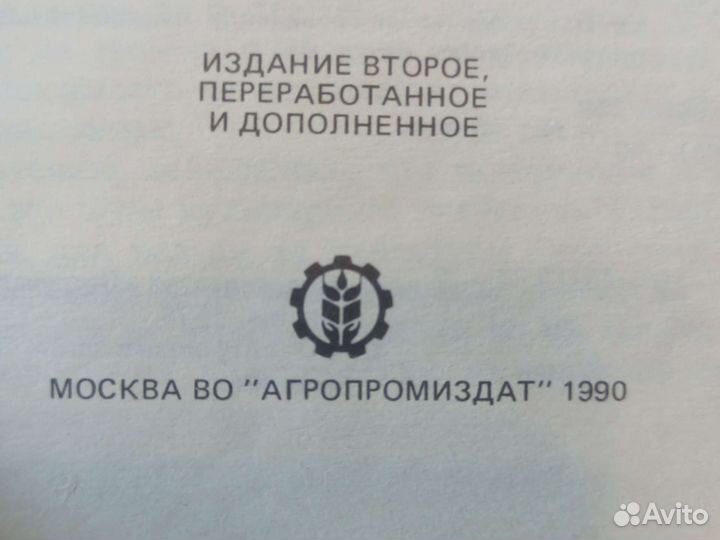 ИЗДАНИЕ ВТОРОЕ,
ПЕРЕРАБОТАННОЕ
И ДОПОЛНЕННОЕ
МОСКВА ВО "АГРОПРОМИЗДАТ" 1990
Avito